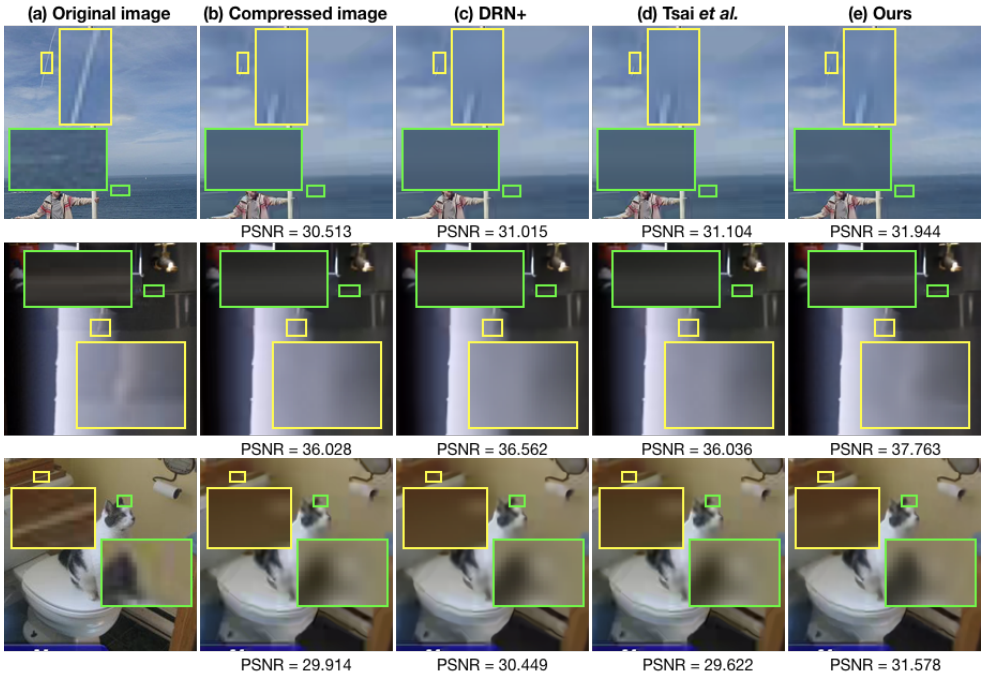 (a) Original image (b) Compressed image (c) DRN+ (d) Tsai et al. (e) Ours
PSNR = 30.513 PSNR = 31.015 PSNR = 31.104 PSNR = 31.944
PSNR = 36.028 PSNR = 36.562 PSNR = 36.036 PSNR = 37.763
PSNR = 29.914 PSNR = 30.449 PSNR = 29.622 PSNR = 31.578